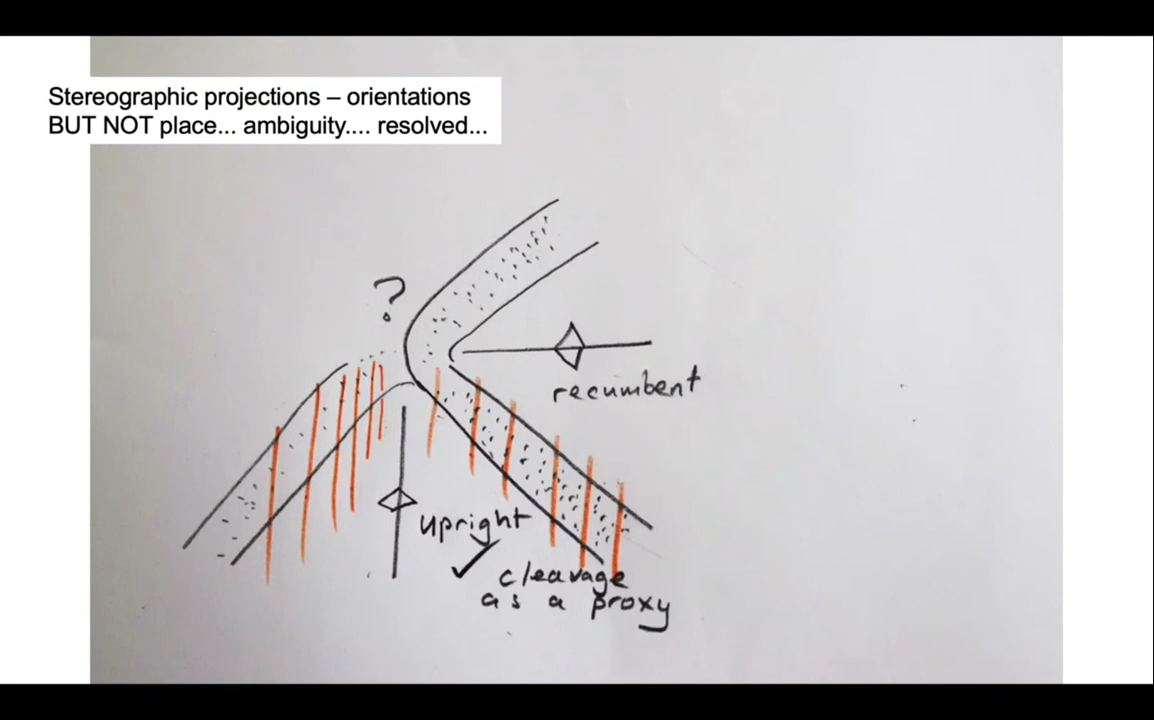 Stereographic projections – orientations
BUT NOT place... ambiguity.... resolved...
?
recumbent
upright
cleavage
as a proxy